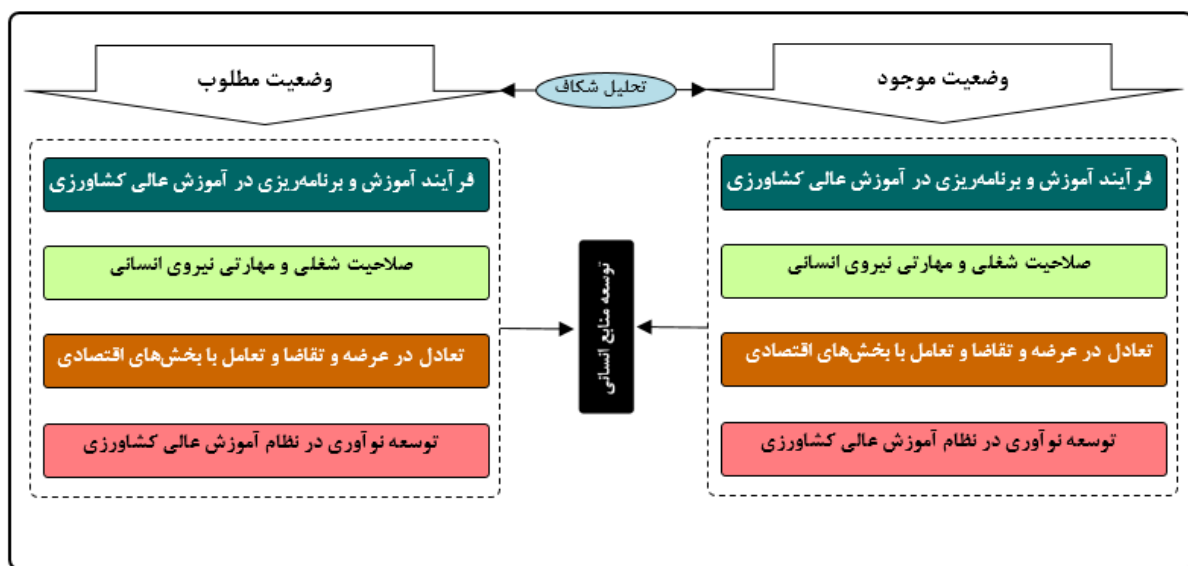 وضعیت موجود
تحلیل شکاف
وضعیت مطلوب
فرآیند آموزش و برنامه‌ریزی در آموزش عالی کشاورزی
صلاحیت شغلی و مهارتی نیروی انسانی
تعادل در عرضه و تقاضا و تعامل با بخش‌های اقتصادی
توسعه نوآوری در نظام آموزش عالی کشاورزی
توسعه منابع انسانی
فرآیند آموزش و برنامه‌ریزی در آموزش عالی کشاورزی
صلاحیت شغلی و مهارتی نیروی انسانی
تعادل در عرضه و تقاضا و تعامل با بخش‌های اقتصادی
توسعه نوآوری در نظام آموزش عالی کشاورزی